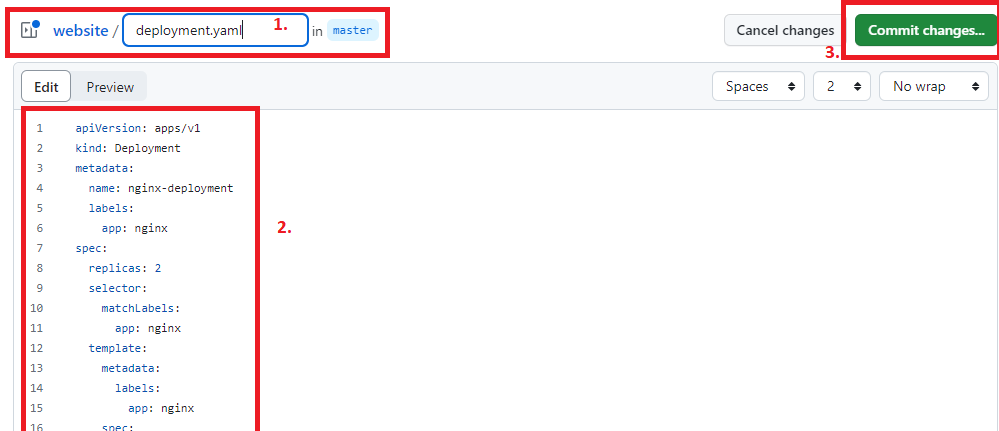 website / deployment.yaml 1. in master Cancel changes Commit changes...
3.
Edit Preview Spaces 2 No wrap
1 apiVersion: apps/v1
2 kind: Deployment
3 metadata:
4 name: nginx-deployment
5 labels:
6 app: nginx
2.
7 spec:
8 replicas: 2
9 selector:
10 matchLabels:
11 app: nginx
12 template:
13 metadata:
14 labels:
15 app: nginx
16 spec: